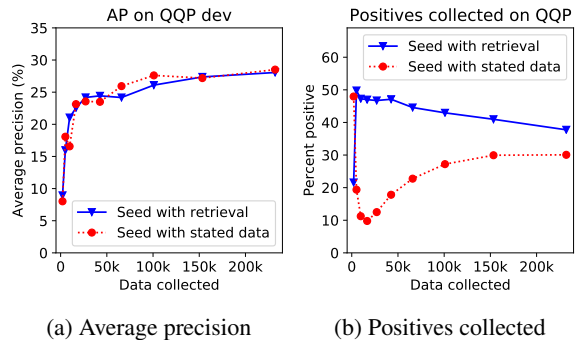 AP on QQP dev
35
30
25
20
15
10
5
0
Average precision (%)
Seed with retrieval
Seed with stated data
0 50k 100k 150k 200k
Data collected
(a) Average precision
Positives collected on QQP
60
50
40
30
20
10
0
Percent positive
Seed with retrieval
Seed with stated data
0 50k 100k 150k 200k
Data collected
(b) Positives collected